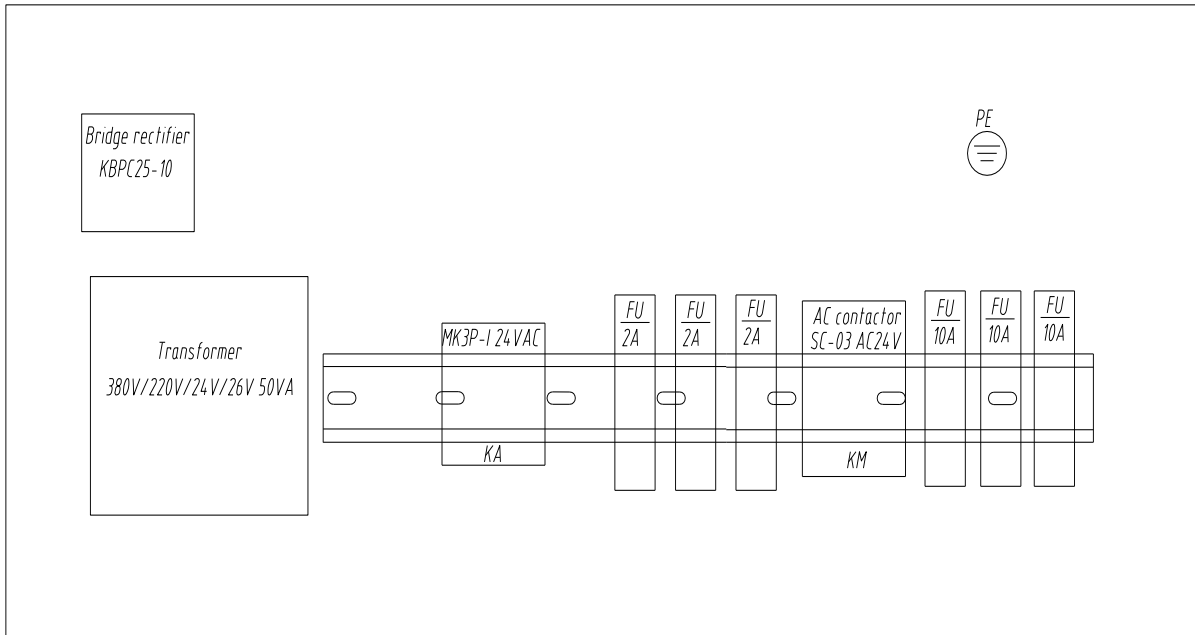 Bridge rectifier
KBPC25-10
PE
Transformer
380V/220V/24V/26V 50VA
MK3P-I 24VAC
KA
FU
2A
FU
2A
FU
2A
AC contactor
SC-03 AC24V
KM
FU
10A
FU
10A
FU
10A